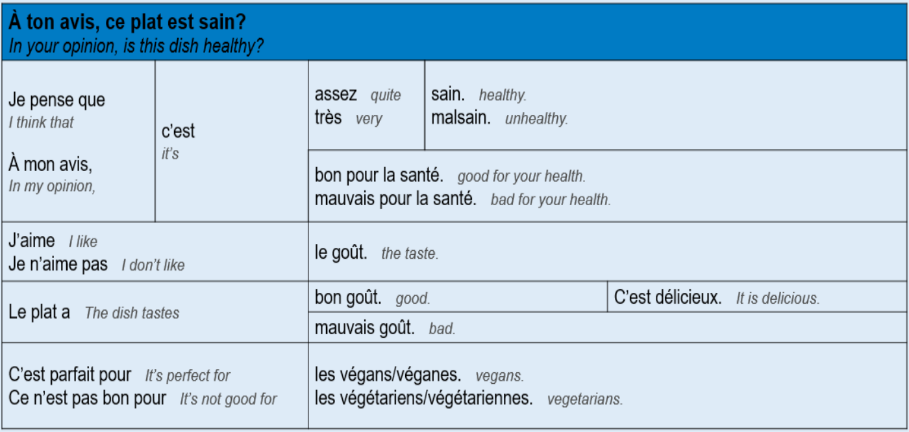 À ton avis, ce plat est sain?
In your opinion, is this dish healthy?
Je pense que
I think that
À mon avis,
In my opinion,
c'est
it's
assez quite
très very
sain. healthy.
malsain. unhealthy.
bon pour la santé. good for your health.
mauvais pour la santé. bad for your health.
J'aime I like
Je n'aime pas I don't like
le goût. the taste.
Le plat a The dish tastes
bon goût. good.
C'est délicieux. It is delicious.
mauvais goût. bad.
C'est parfait pour It's perfect for
Ce n'est pas bon pour It's not good for
les végans/véganes. vegans.
les végétariens/végétariennes. vegetarians.